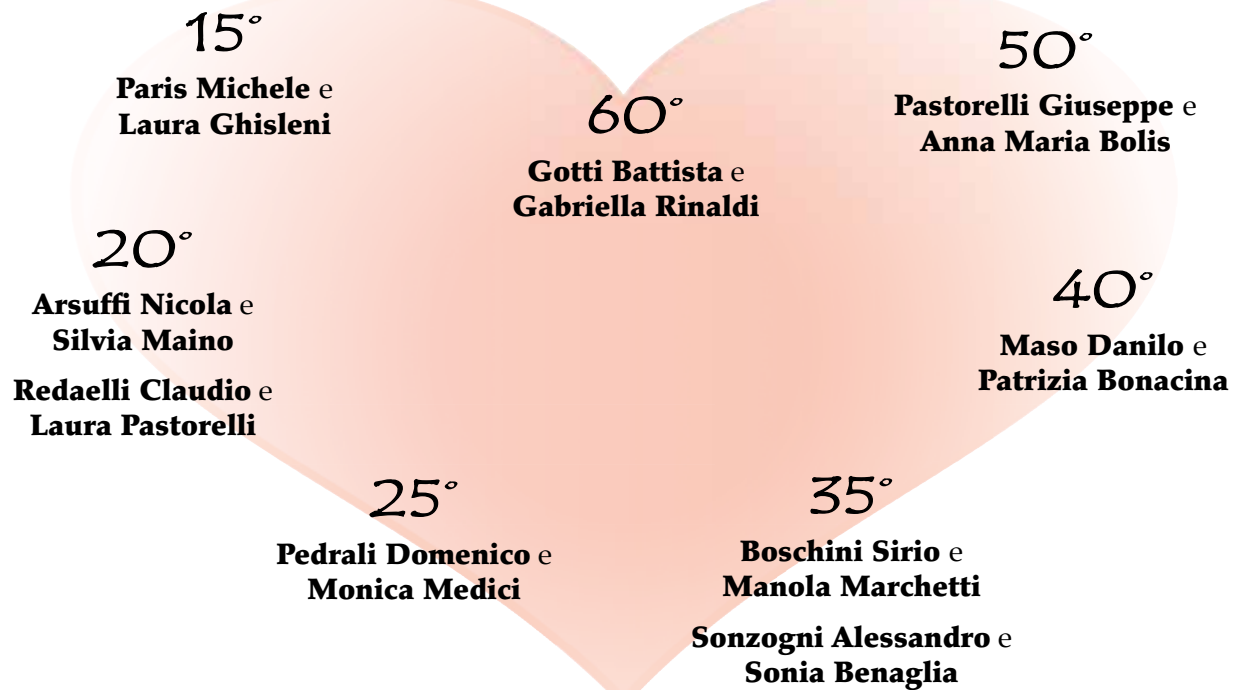 15°
Paris Michele e
Laura Ghisleni
20°
Arsuffi Nicola e
Silvia Maino
Redaelli Claudio e
Laura Pastorelli
25°
Pedrali Domenico e
Monica Medici
60°
Gotti Battista e
Gabriella Rinaldi
35°
Boschini Sirio e
Manola Marchetti
Sonzogni Alessandro e
Sonia Benaglia
50°
Pastorelli Giuseppe e
Anna Maria Bolis
40°
Maso Danilo e
Patrizia Bonacina